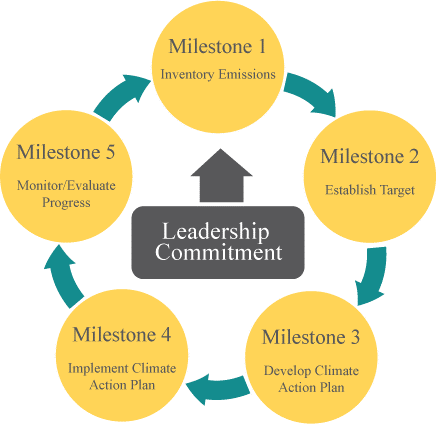 Milestone 1
Inventory Emissions
Milestone 2
Establish Target
Milestone 3
Develop Climate
Action Plan
Milestone 4
Implement Climate
Action Plan
Milestone 5
Monitor/Evaluate
Progress
Leadership
Commitment